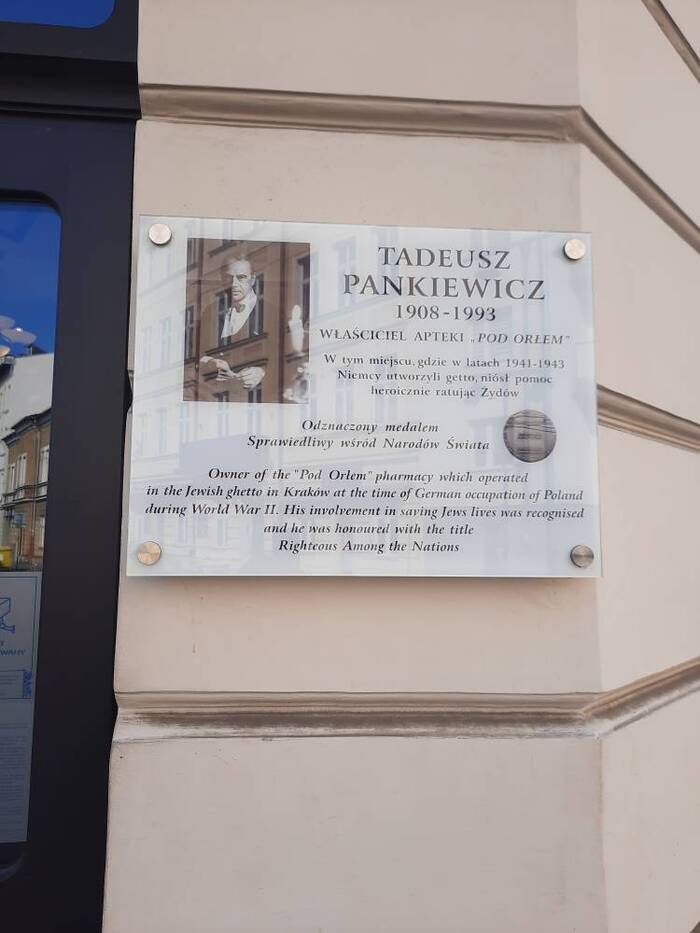 TADEUSZ
PANKIEWICZ
1908-1993
WŁAŚCICIEL APTEKI „POD ORŁEM"
W tym miejscu, gdzie w latach 1941-1943
Niemcy utworzyli getto, niósł pomoc
heroicznie ratując Żydów
Odznaczony medalem
Sprawiedliwy wśród Narodów Świata
Owner of the "Pod Orłem" pharmacy which operated
in the Jewish ghetto in Kraków at the time of German occupation of Poland
during World War II. His involvement in saving Jews lives was recognised
and he was honoured with the title
Righteous Among the Nations